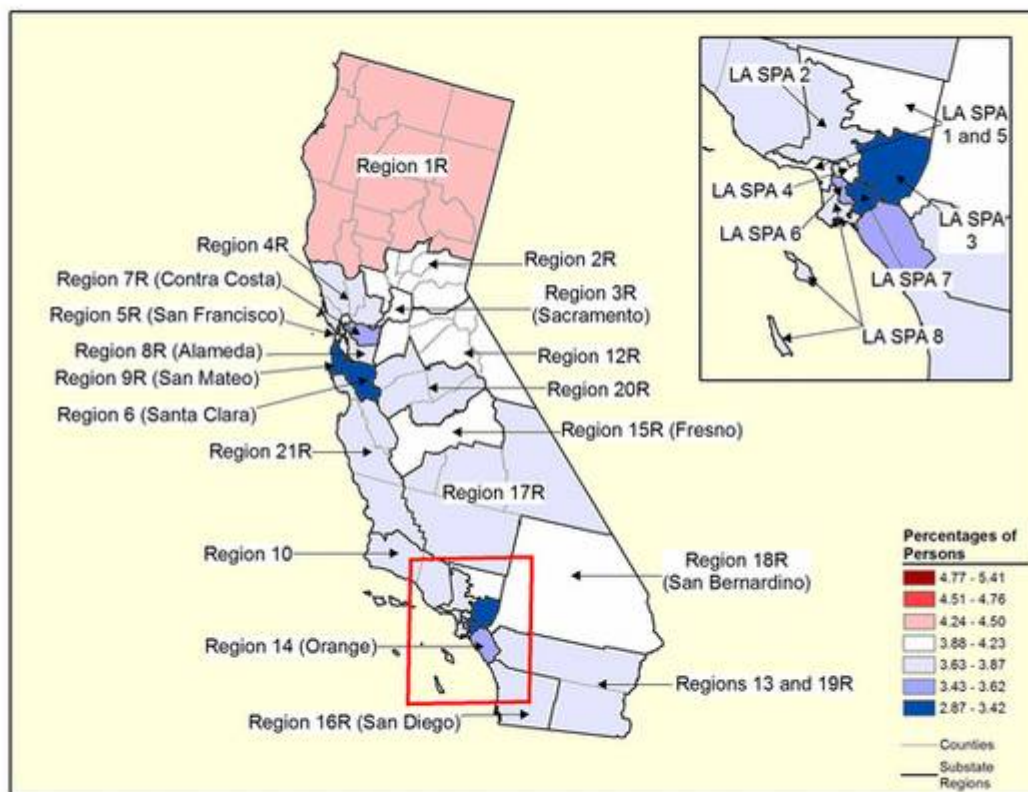 Region 1R
Region 4R
Region 7R (Contra Costa)
Region 5R (San Francisco)
Region 8R (Alameda)
Region 9R (San Mateo)
Region 6 (Santa Clara)
Region 21R
Region 10
Region 14 (Orange)
Region 16R (San Diego)
Region 2R
Region 3R
(Sacramento)
Region 12R
Region 20R
Region 15R (Fresno)
Region 17R
Region 18R
(San Bernardino)
Regions 13 and 19R
LA SPA 2
LA SPA
1 and 5
LA SPA 4
LA SPA
3
LA SPA 6
LA SPA 7
LA SPA 8
Percentages of
Persons
4.77 - 5.41
4.51 - 4.76
4.24 - 4.50
3.88 - 4.23
3.63 - 3.87
3.43 - 3.62
2.87 - 3.42
Counties
Substate
Regions